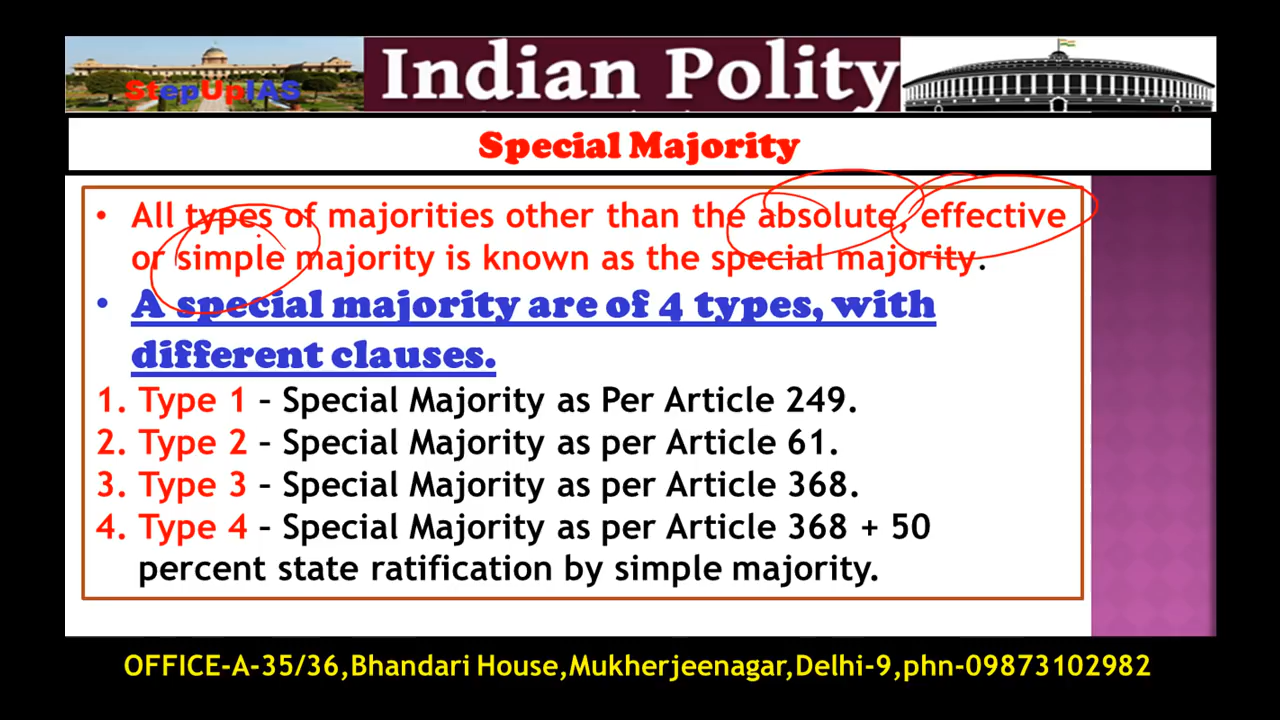 StepUpIAS
Indian Polity
Special Majority
• All types of majorities other than the absolute, effective
or simple majority is known as the special majority.
• A special majority are of 4 types, with
different clauses.
1. Type 1 – Special Majority as Per Article 249.
2. Type 2 – Special Majority as per Article 61.
3. Type 3 – Special Majority as per Article 368.
4. Type 4 – Special Majority as per Article 368 + 50
percent state ratification by simple majority.
OFFICE-A-35/36,Bhandari House,Mukherjeenagar,Delhi-9,phn-09873102982